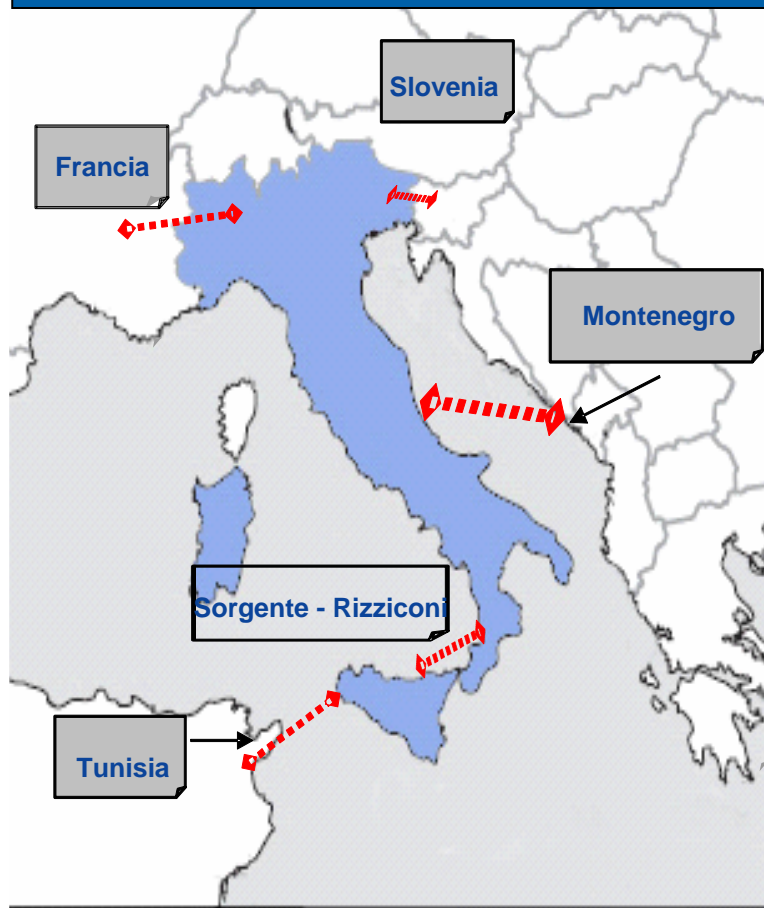 Slovenia
Francia
Montenegro
Sorgente - Rizziconi
Tunisia